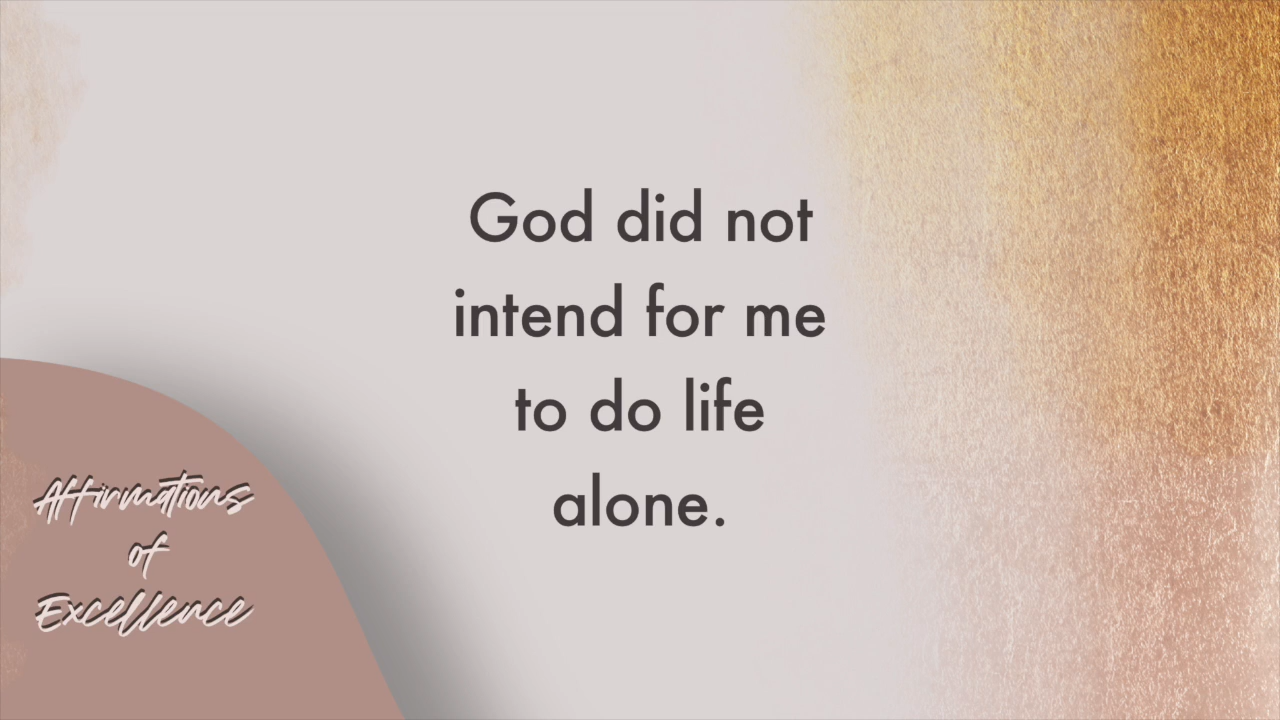 God did not
intend for me
to do life
alone.
Affirmations
of
Excellence